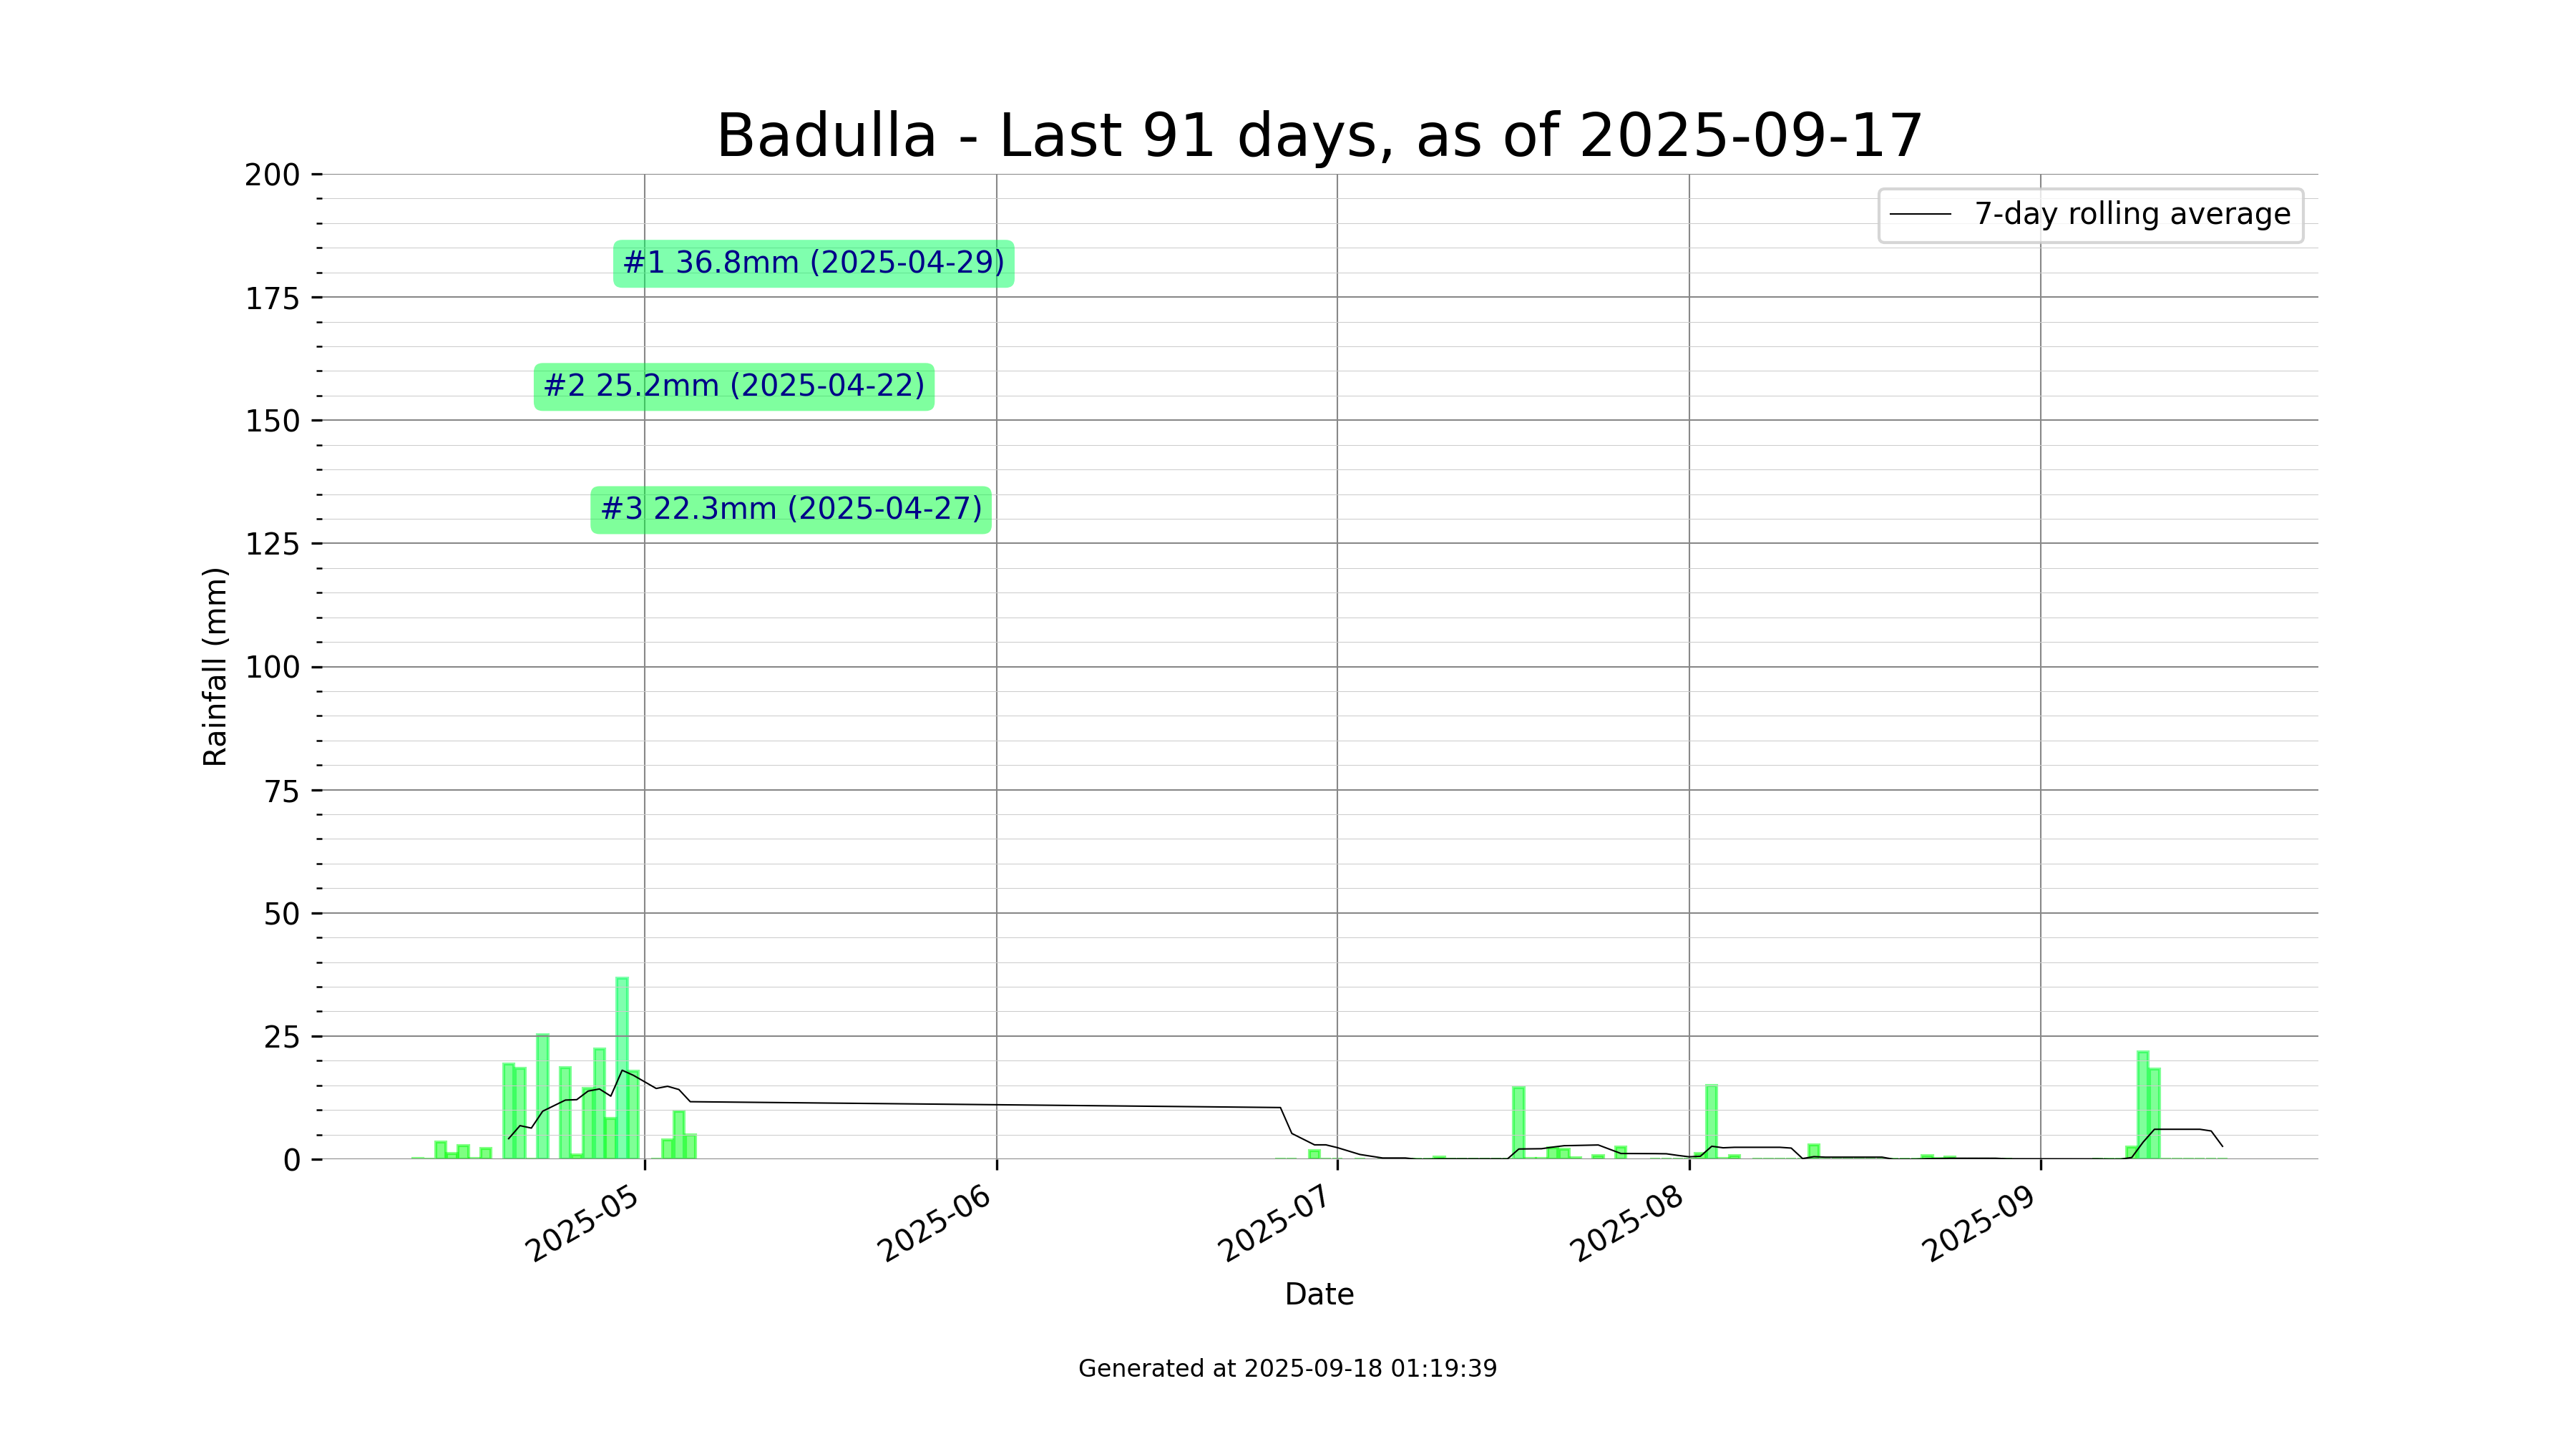 Badulla - Last 91 days, as of 2025-09-17
7-day rolling average
#1 36.8mm (2025-04-29)
#2 25.2mm (2025-04-22)
#3 22.3mm (2025-04-27)
Rainfall (mm)
200
175
150
125
100
75
50
25
0
2025-05
2025-06
2025-07
2025-08
2025-09
Date
Generated at 2025-09-18 01:19:39